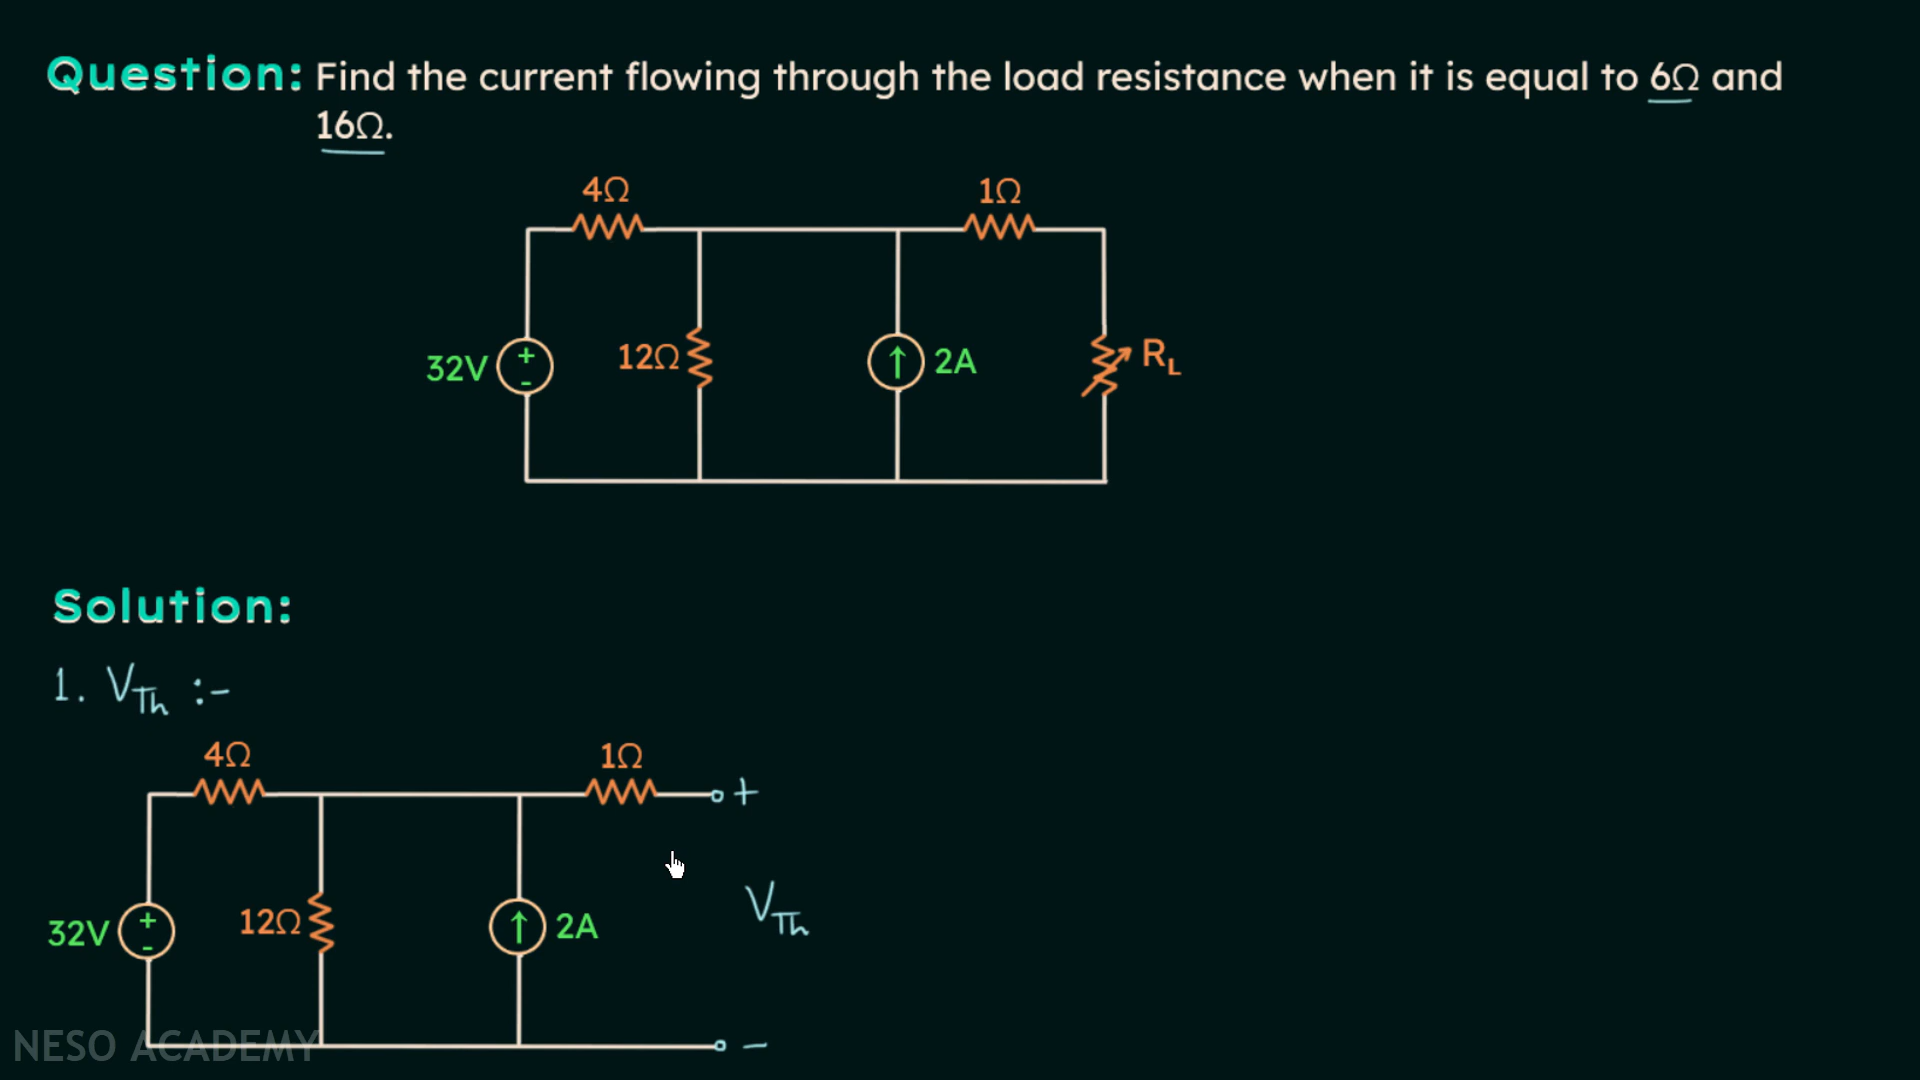 Question: Find the current flowing through the load resistance when it is equal to 6Ω and
16Ω.
4Ω
1Ω
32V
+
-
12Ω
2A
RL
Solution:
1. VTh :-
4Ω
1Ω
+
32V
+
-
12Ω
2A
VTh
NESO ACADEMY
-